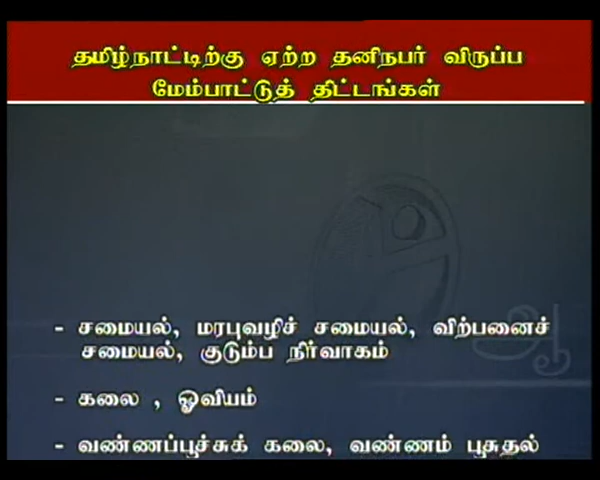 தமிழ்நாட்டிற்கு ஏற்ற தனிநபர் விருப்ப
மேம்பாட்டுத் திட்டங்கள்
- சமையல், மரபுவழிச் சமையல், விற்பனைச்
சமையல், குடும்ப நிர்வாகம்
- கலை , ஓவியம்
- வண்ணப்பூச்சுக் கலை, வண்ணம் பூசுதல்